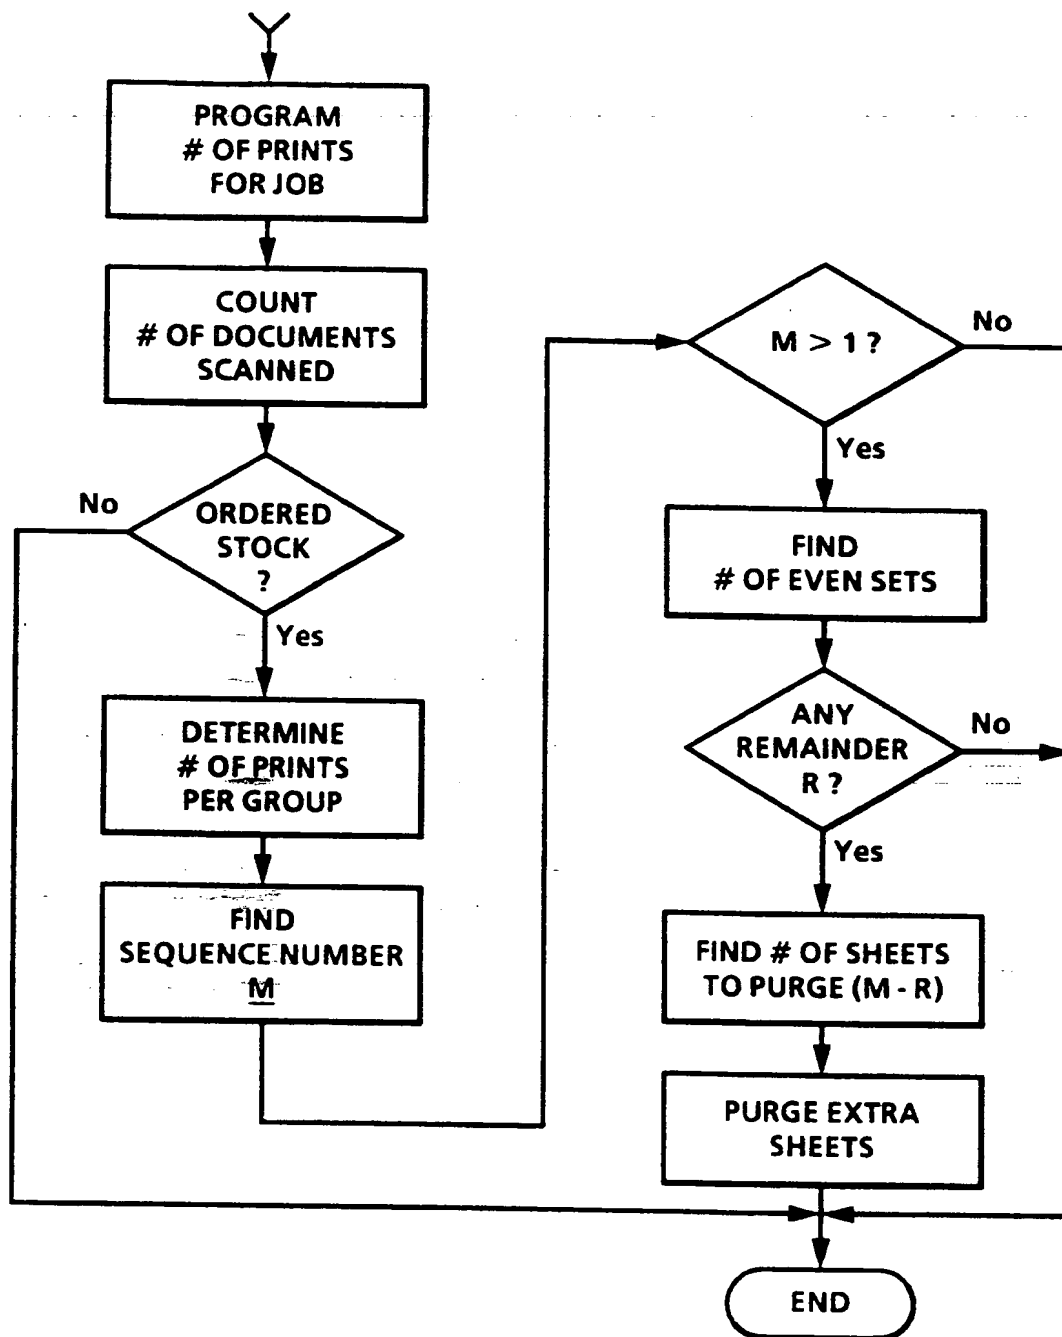 PROGRAM
# OF PRINTS
FOR JOB
COUNT
# OF DOCUMENTS
SCANNED
No
ORDERED
STOCK
?
Yes
DETERMINE
# OF PRINTS
PER GROUP
FIND
SEQUENCE NUMBER
M
M > 1 ?
No
Yes
FIND
# OF EVEN SETS
ANY
REMAINDER
R ?
No
Yes
FIND # OF SHEETS
TO PURGE (M - R)
PURGE EXTRA
SHEETS
END